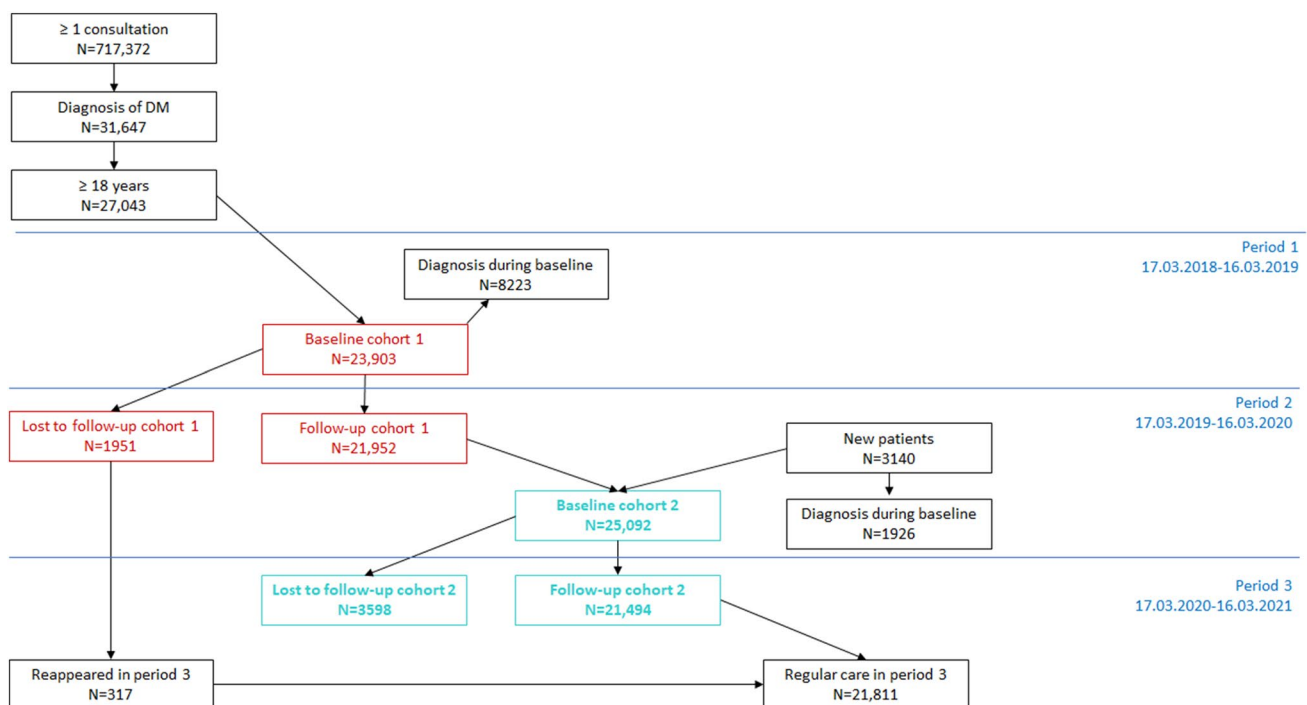 ≥ 1 consultation
N=717,372
Diagnosis of DM
N=31,647
≥ 18 years
N=27,043
Period 1
17.03.2018-16.03.2019
Diagnosis during baseline
N=8223
Baseline cohort 1
N=23,903
Period 2
17.03.2019-16.03.2020
Lost to follow-up cohort 1
N=1951
Follow-up cohort 1
N=21,952
New patients
N=3140
Baseline cohort 2
N=25,092
Diagnosis during baseline
N=1926
Period 3
17.03.2020-16.03.2021
Lost to follow-up cohort 2
N=3598
Follow-up cohort 2
N=21,494
Reappeared in period 3
N=317
Regular care in period 3
N=21,811